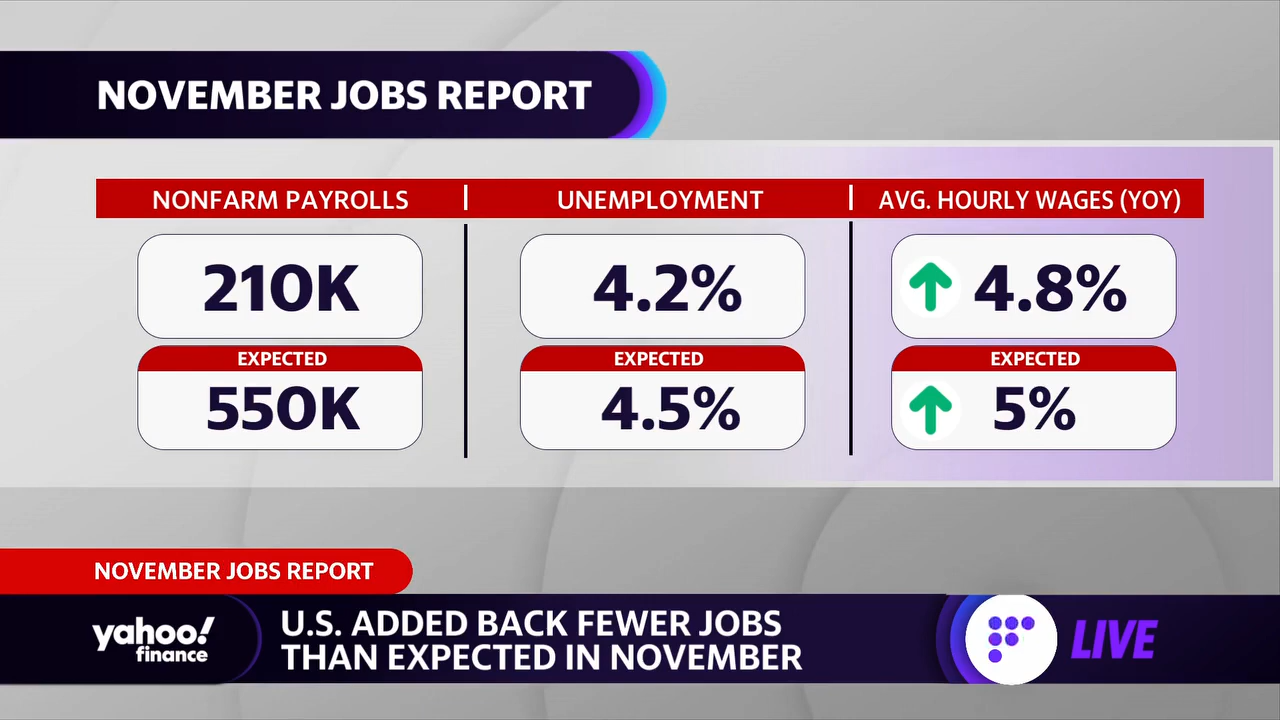 NOVEMBER JOBS REPORT
NONFARM PAYROLLS | UNEMPLOYMENT | AVG. HOURLY WAGES (YOY)
210K 4.2% 4.8%
EXPECTED EXPECTED EXPECTED
550K 4.5% 5%
NOVEMBER JOBS REPORT
yahoo!
finance
U.S. ADDED BACK FEWER JOBS
THAN EXPECTED IN NOVEMBER
LIVE